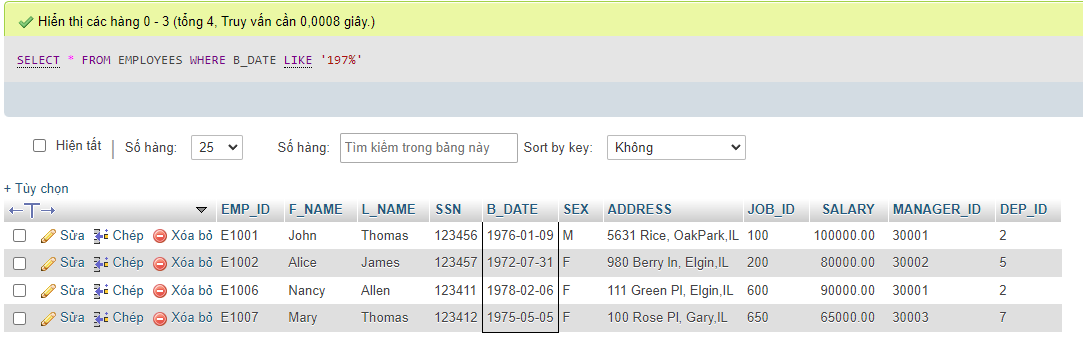 Hiển thị các hàng 0 - 3 (tổng 4, Truy vấn cần 0,0008 giây.)
SELECT * FROM EMPLOYEES WHERE B_DATE LIKE '197%'
Hiện tất Số hàng: 25 Số hàng: Tìm kiếm trong bảng này Sort by key: Không
+ Tùy chọn
←T→ EMP_ID F_NAME L_NAME SSN B_DATE SEX ADDRESS JOB_ID SALARY MANAGER_ID DEP_ID
Sửa Chép Xóa bỏ E1001 John Thomas 123456 1976-01-09 M 5631 Rice, OakPark,IL 100 100000.00 30001 2
Sửa Chép Xóa bỏ E1002 Alice James 123457 1972-07-31 F 980 Berry ln, Elgin,IL 200 80000.00 30002 5
Sửa Chép Xóa bỏ E1006 Nancy Allen 123411 1978-02-06 F 111 Green Pl, Elgin,IL 600 90000.00 30001 2
Sửa Chép Xóa bỏ E1007 Mary Thomas 123412 1975-05-05 F 100 Rose Pl, Gary,IL 650 65000.00 30003 7